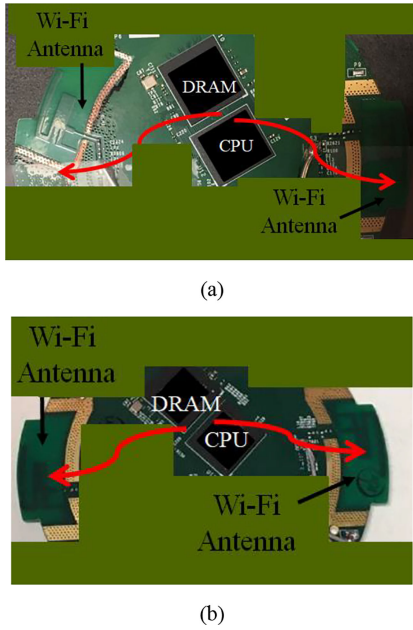 Wi-Fi
Antenna
DRAM
CPU
Wi-Fi
Antenna
(a)
Wi-Fi
Antenna
DRAM
CPU
Wi-Fi
Antenna
(b)